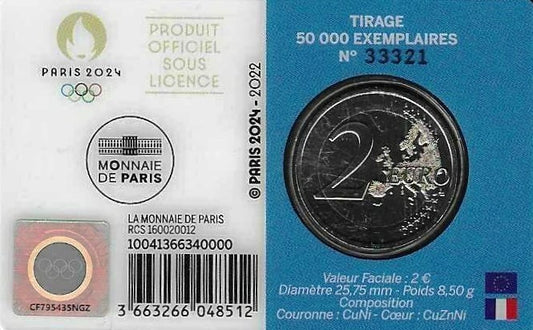 PARIS 2024
PRODUIT
OFFICIEL
SOUS
LICENCE
MONNAIE
DE PARIS
© PARIS 2024 - 2022
LA MONNAIE DE PARIS
RCS 160020012
10041366340000
3 663266 048512
CF795435NGZ
TIRAGE
50 000 EXEMPLAIRES
N° 33321
2 EURO
Valeur Faciale : 2 €
Diamètre 25,75 mm - Poids 8,50 g
Composition
Couronne : CuNi - Cœur : CuZnNi